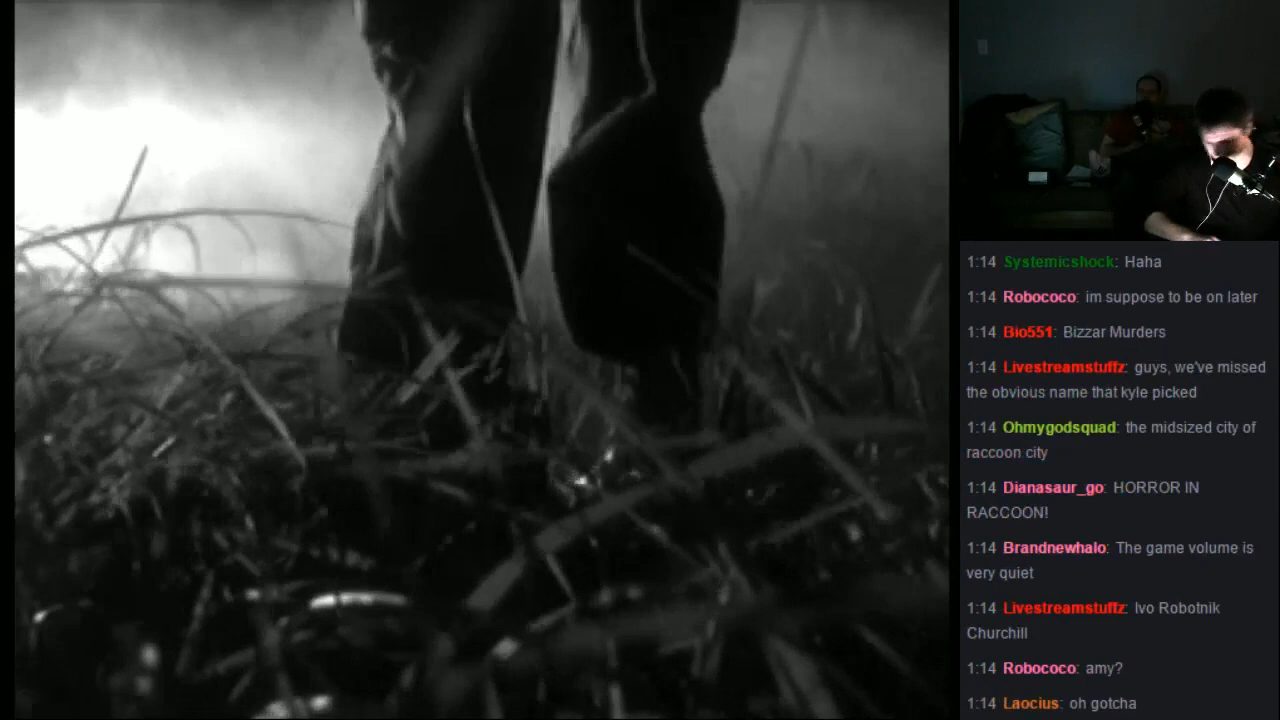 1:14 Systemicshock: Haha
1:14 Robococo: im suppose to be on later
1:14 Bio551: Bizzar Murders
1:14 Livestreamstuffz: guys, we've missed
the obvious name that kyle picked
1:14 Ohmygodsquad: the midsized city of
raccoon city
1:14 Dianasaur_go: HORROR IN
RACCOON!
1:14 Brandnewhalo: The game volume is
very quiet
1:14 Livestreamstuffz: Ivo Robotnik
Churchill
1:14 Robococo: amy?
1:14 Laocius: oh gotcha